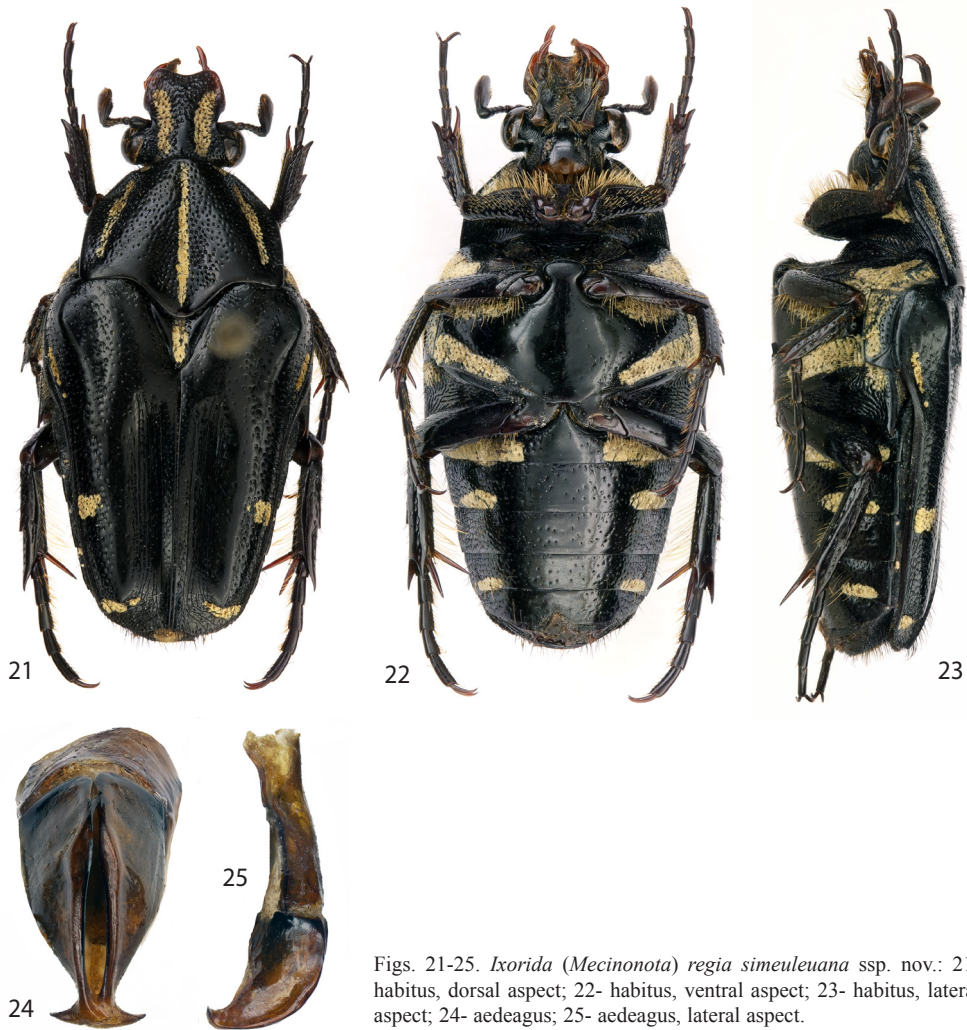 21
22
23
24
25
Figs. 21-25. Ixorida (Mecinonota) regia simeuleuana ssp. nov.: 21-
habitus, dorsal aspect; 22- habitus, ventral aspect; 23- habitus, lateral
aspect; 24- aedeagus; 25- aedeagus, lateral aspect.